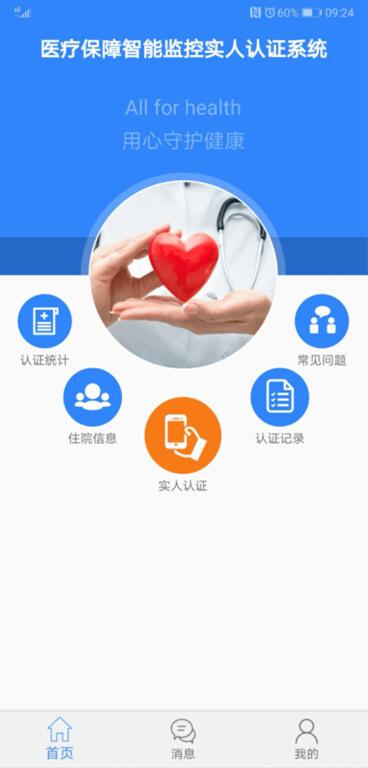 60% 09:24
医疗保障智能监控实人认证系统
All for health
用心守护健康
认证统计
常见问题
住院信息
认证记录
实人认证
首页
消息
我的